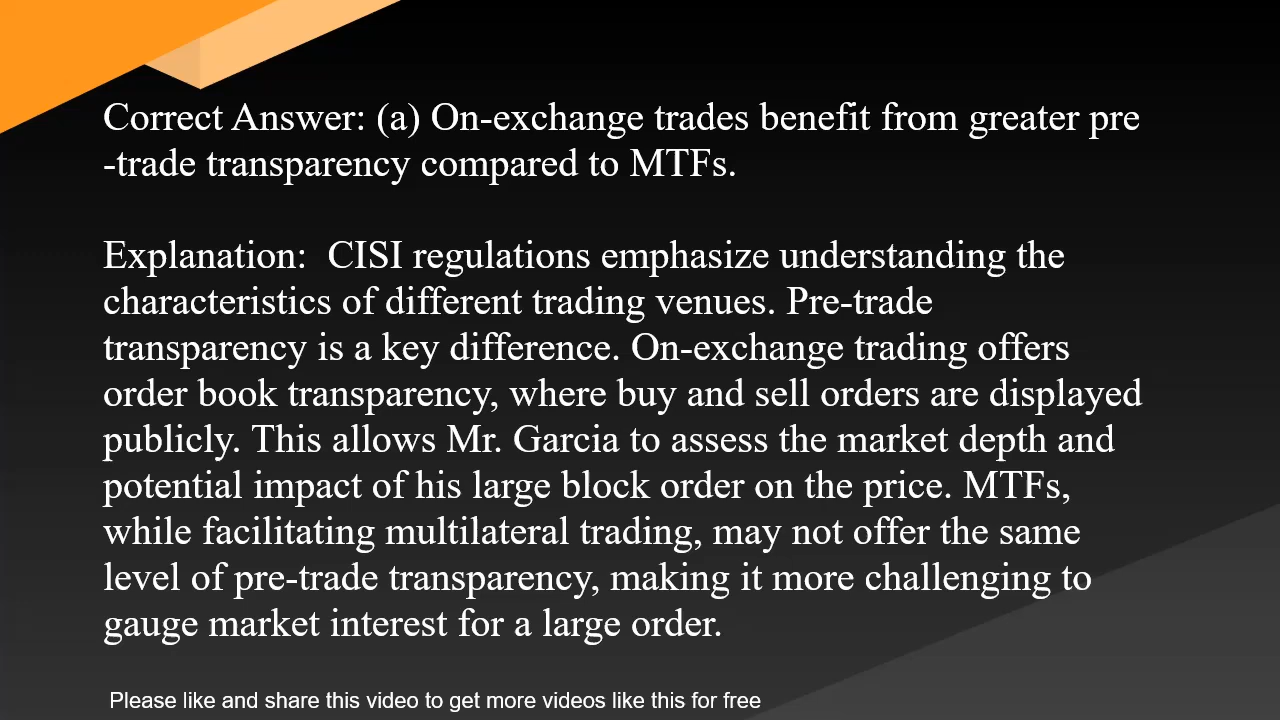 Correct Answer: (a) On-exchange trades benefit from greater pre
-trade transparency compared to MTFs.
Explanation:  CISI regulations emphasize understanding the
characteristics of different trading venues. Pre-trade
transparency is a key difference. On-exchange trading offers
order book transparency, where buy and sell orders are displayed
publicly. This allows Mr. Garcia to assess the market depth and
potential impact of his large block order on the price. MTFs,
while facilitating multilateral trading, may not offer the same
level of pre-trade transparency, making it more challenging to
gauge market interest for a large order.
Please like and share this video to get more videos like this for free